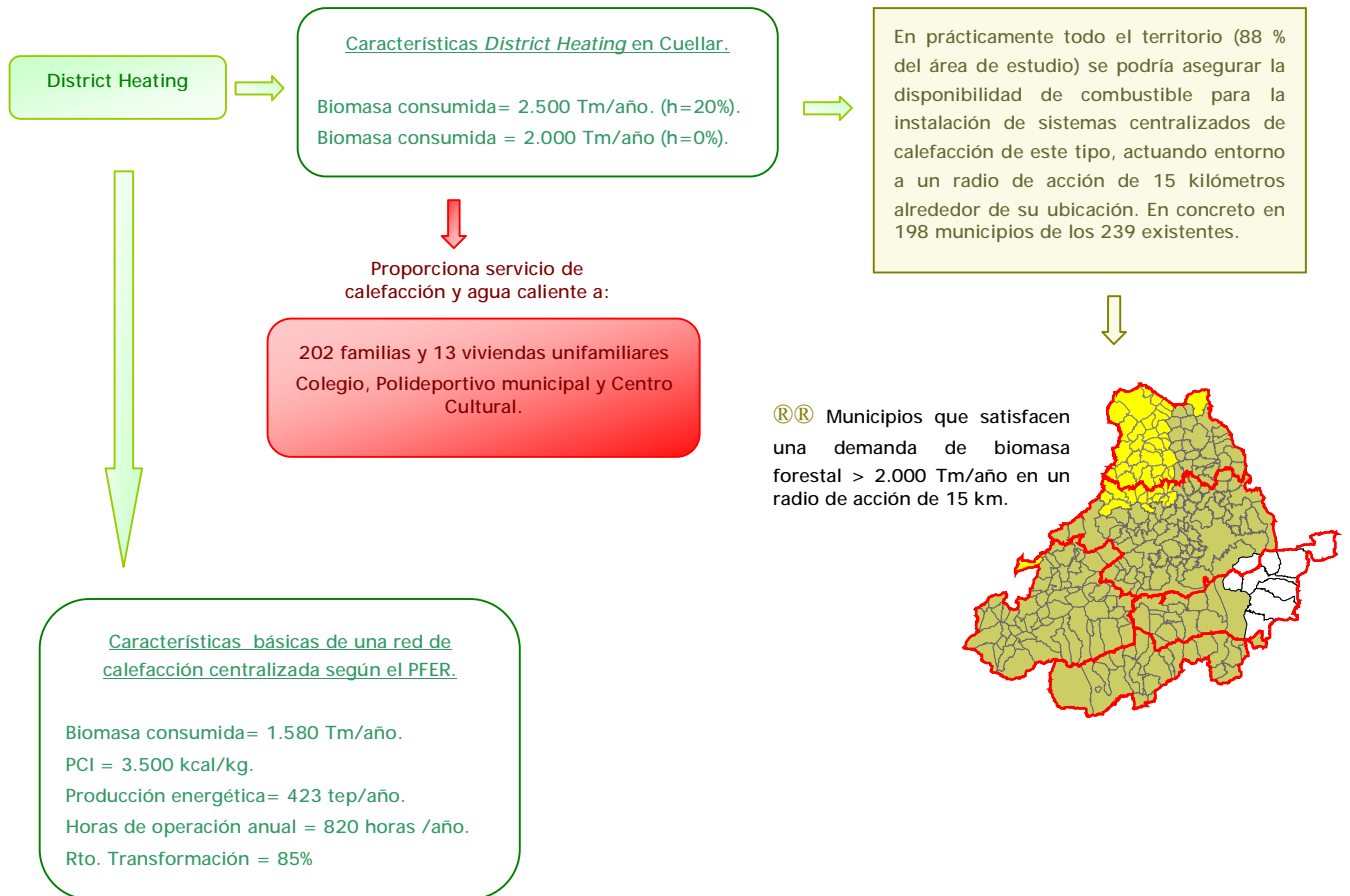 District Heating
Características District Heating en Cuellar.
Biomasa consumida= 2.500 Tm/año. (h=20%).
Biomasa consumida = 2.000 Tm/año (h=0%).
En prácticamente todo el territorio (88 %
del área de estudio) se podría asegurar la
disponibilidad de combustible para la
instalación de sistemas centralizados de
calefacción de este tipo, actuando entorno
a un radio de acción de 15 kilómetros
alrededor de su ubicación. En concreto en
198 municipios de los 239 existentes.
Proporciona servicio de
calefacción y agua caliente a:
202 familias y 13 viviendas unifamiliares
Colegio, Polideportivo municipal y Centro
Cultural.
®® Municipios que satisfacen
una demanda de biomasa
forestal > 2.000 Tm/año en un
radio de acción de 15 km.
Características básicas de una red de
calefacción centralizada según el PFER.
Biomasa consumida= 1.580 Tm/año.
PCI = 3.500 kcal/kg.
Producción energética= 423 tep/año.
Horas de operación anual = 820 horas /año.
Rto. Transformación = 85%